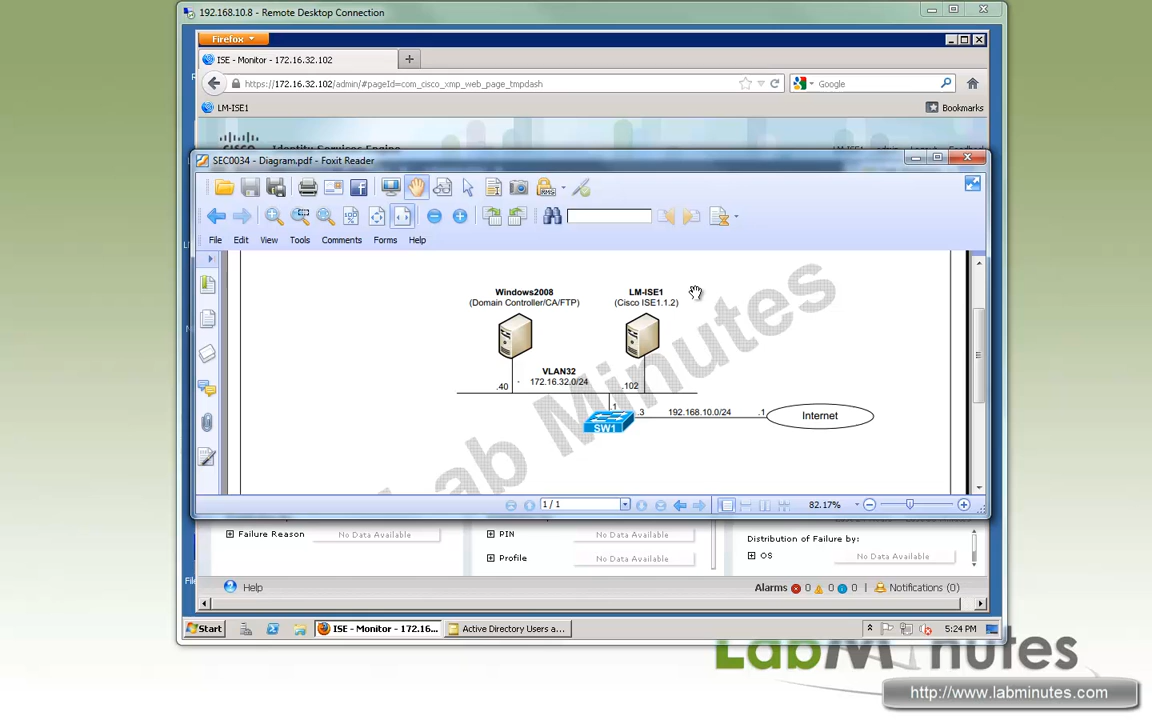 192.168.10.8 - Remote Desktop Connection
Firefox
ISE - Monitor - 172.16.32.102
https://172.16.32.102/admin/#pageId=com_cisco_xmp_web_page_tmpdash
Google
LM-ISE1
Bookmarks
CISCO Identity Services Engine
SEC0034 - Diagram.pdf - Foxit Reader
File Edit View Tools Comments Forms Help
Windows2008
(Domain Controller/CA/FTP)
LM-ISE1
(Cisco ISE1.1.2)
VLAN32
172.16.32.0/24
.40
.102
.1
.3
192.168.10.0/24
.1
Internet
SW1
Lab Minutes
1 / 1
82.17%
Failure Reason No Data Available
PIN No Data Available
Profile No Data Available
Distribution of Failure by:
OS No Data Available
Help
Alarms 0 0 0 Notifications (0)
Start
ISE - Monitor - 172.16...
Active Directory Users a...
5:24 PM
LabMinutes
http://www.labminutes.com